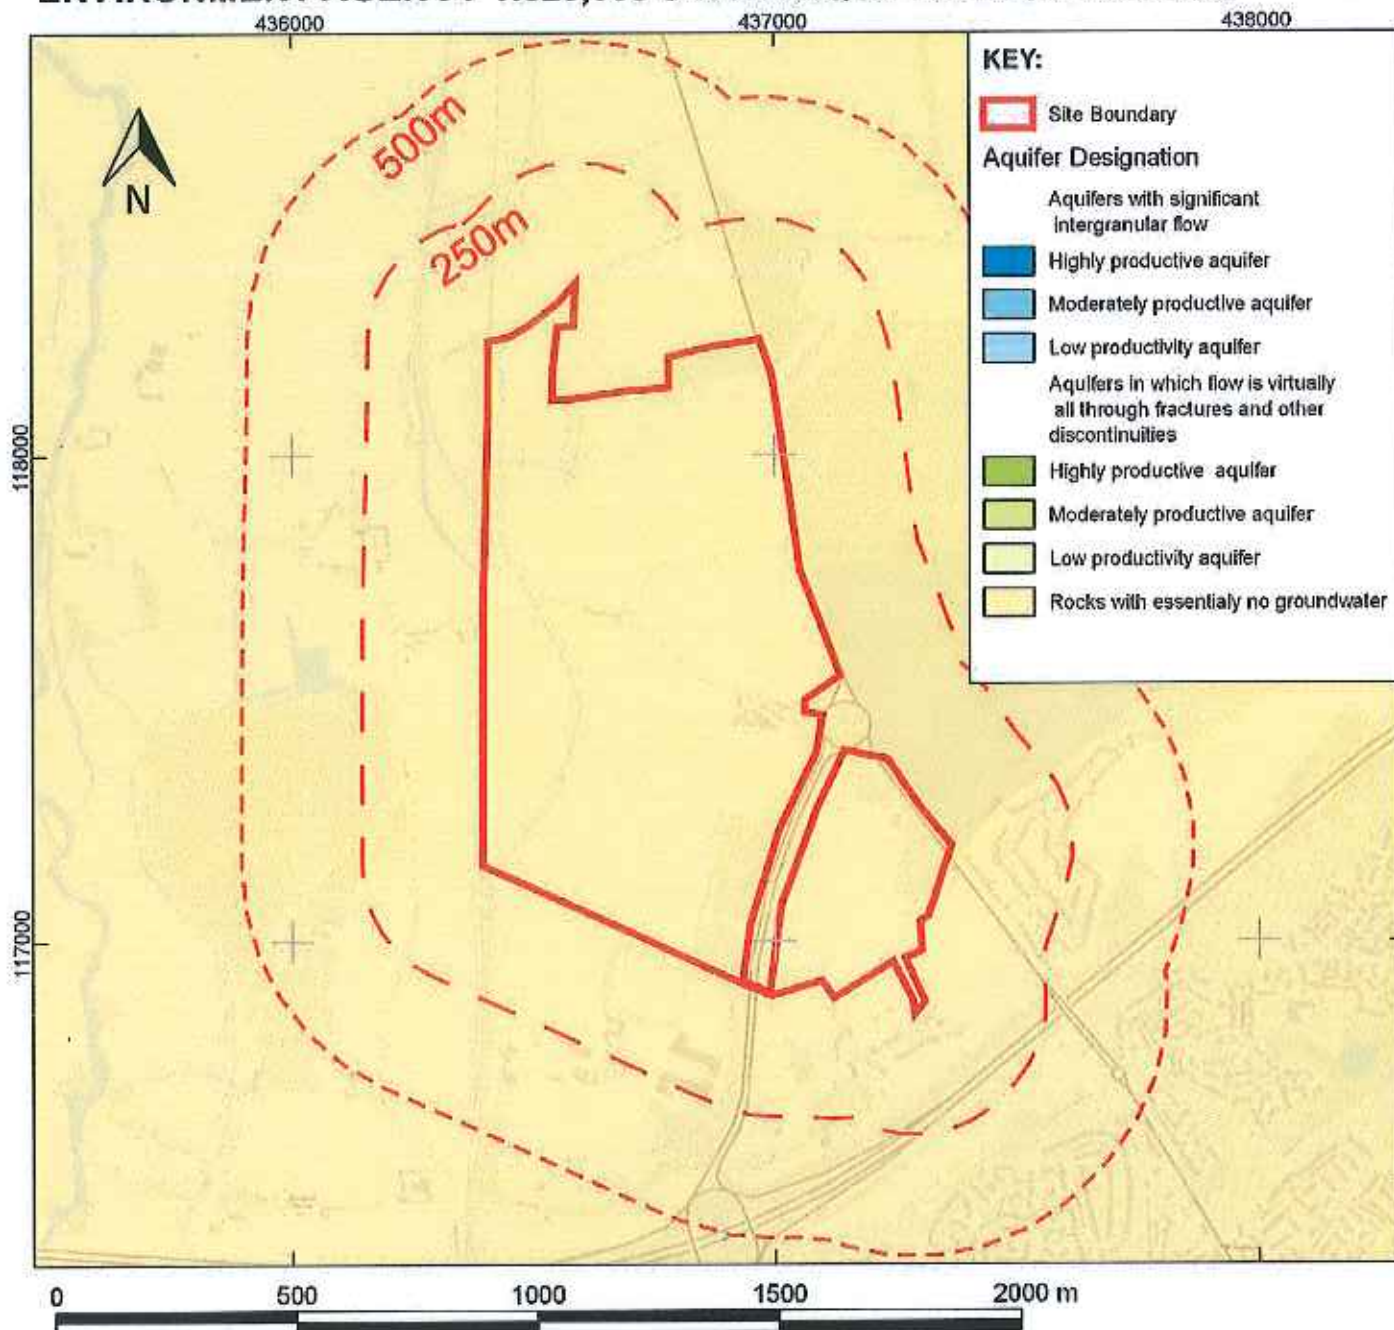 436000 437000 438000
500m
250m
N
118000
117000
KEY:
Site Boundary
Aquifer Designation
Aquifers with significant
intergranular flow
Highly productive aquifer
Moderately productive aquifer
Low productivity aquifer
Aquifers in which flow is virtually
all through fractures and other
discontinuities
Highly productive aquifer
Moderately productive aquifer
Low productivity aquifer
Rocks with essentialy no groundwater
0 500 1000 1500 2000 m